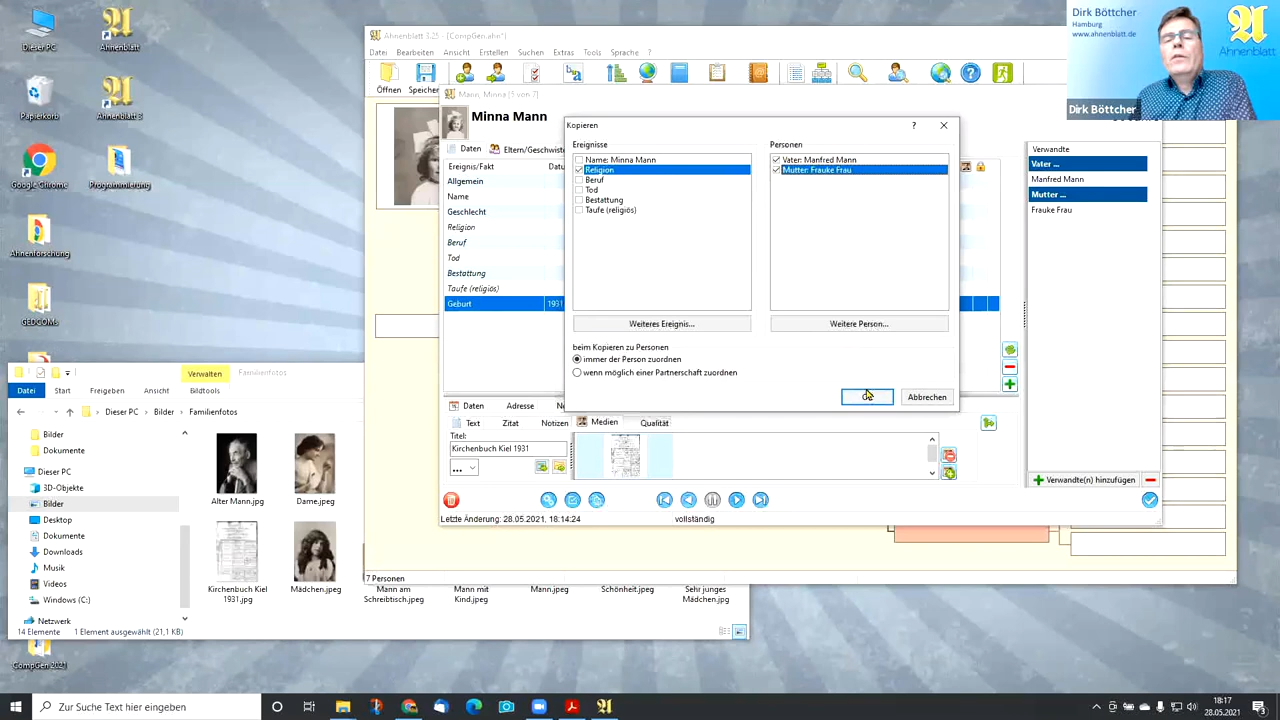 Dieser PC
Ahnenblatt
Papierkorb
Ahnenblatt 3
Google Chrome
Programmierung
Ahnenforschung
GEDCOMs
CompGen 2021
Ahnenblatt 3.25 - [CompGen.ahn*]
Datei Bearbeiten Ansicht Erstellen Suchen Extras Tools Sprache ?
Öffnen Speichern
Mann, Minna [5 von 7]
Minna Mann
Daten
Eltern/Geschwister
Ereignis/Fakt
Allgemein
Name
Geschlecht
Religion
Beruf
Tod
Bestattung
Taufe (religiös)
Geburt 1931
Kopieren
?
Ereignisse
Name: Minna Mann
Religion
Beruf
Tod
Bestattung
Taufe (religiös)
Weiteres Ereignis...
Personen
Vater: Manfred Mann
Mutter: Frauke Frau
Weitere Person...
beim Kopieren zu Personen
immer der Person zuordnen
wenn möglich einer Partnerschaft zuordnen
Abbrechen
Verwandte
Vater ...
Manfred Mann
Mutter ...
Frauke Frau
Verwandte(n) hinzufügen
Daten Adresse
Text Zitat Notizen Medien Qualität
Titel:
Kirchenbuch Kiel 1931
...
Letzte Änderung: 28.05.2021, 18:14:24
vollständig
7 Personen
Dirk Böttcher
Hamburg
www.ahnenblatt.de
Ahnenblatt
Dirk Böttcher
Verwalten
Familienfotos
Datei Start Freigeben Ansicht Bildtools
Dieser PC > Bilder > Familienfotos
Bilder
Dokumente
Dieser PC
3D-Objekte
Bilder
Desktop
Dokumente
Downloads
Musik
Videos
Windows (C:)
Netzwerk
Alter Mann.jpg
Dame.jpeg
Kirchenbuch Kiel
1931.jpg
Mädchen.jpeg
Mann am
Schreibtisch.jpeg
Mann mit
Kind.jpeg
Mann.jpeg
Schönheit.jpeg
Sehr junges
Mädchen.jpeg
14 Elemente
1 Element ausgewählt (21,1 KB)
Zur Suche Text hier eingeben
18:17
28.05.2021